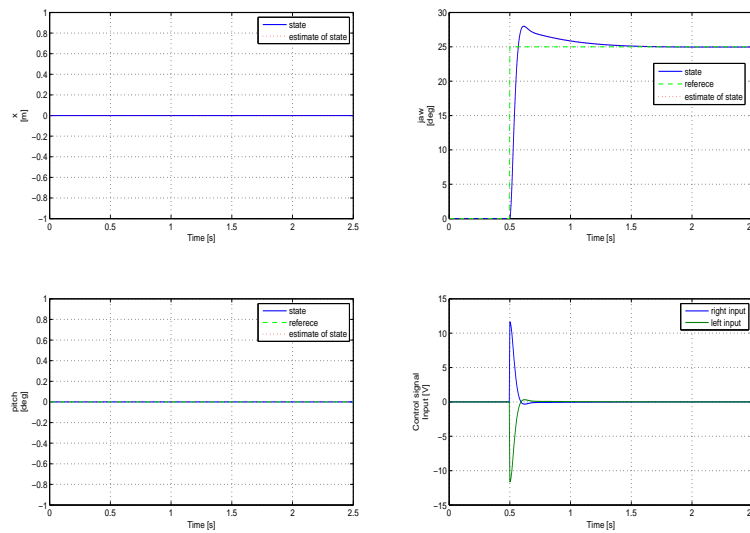 1
0.8
0.6
0.4
0.2
0
−0.2
−0.4
−0.6
−0.8
−1
0
0.5
1
1.5
2
2.5
Time [s]
x
[m]
state
estimate of state
30
25
20
15
10
5
0
0
0.5
1
1.5
2
2.5
Time [s]
jaw
[deg]
state
referece
estimate of state
1
0.8
0.6
0.4
0.2
0
−0.2
−0.4
−0.6
−0.8
−1
0
0.5
1
1.5
2
2.5
Time [s]
pitch
[deg]
state
referece
estimate of state
15
10
5
0
−5
−10
−15
0
0.5
1
1.5
2
2.5
Time [s]
Control signal
Input [V]
right input
left input